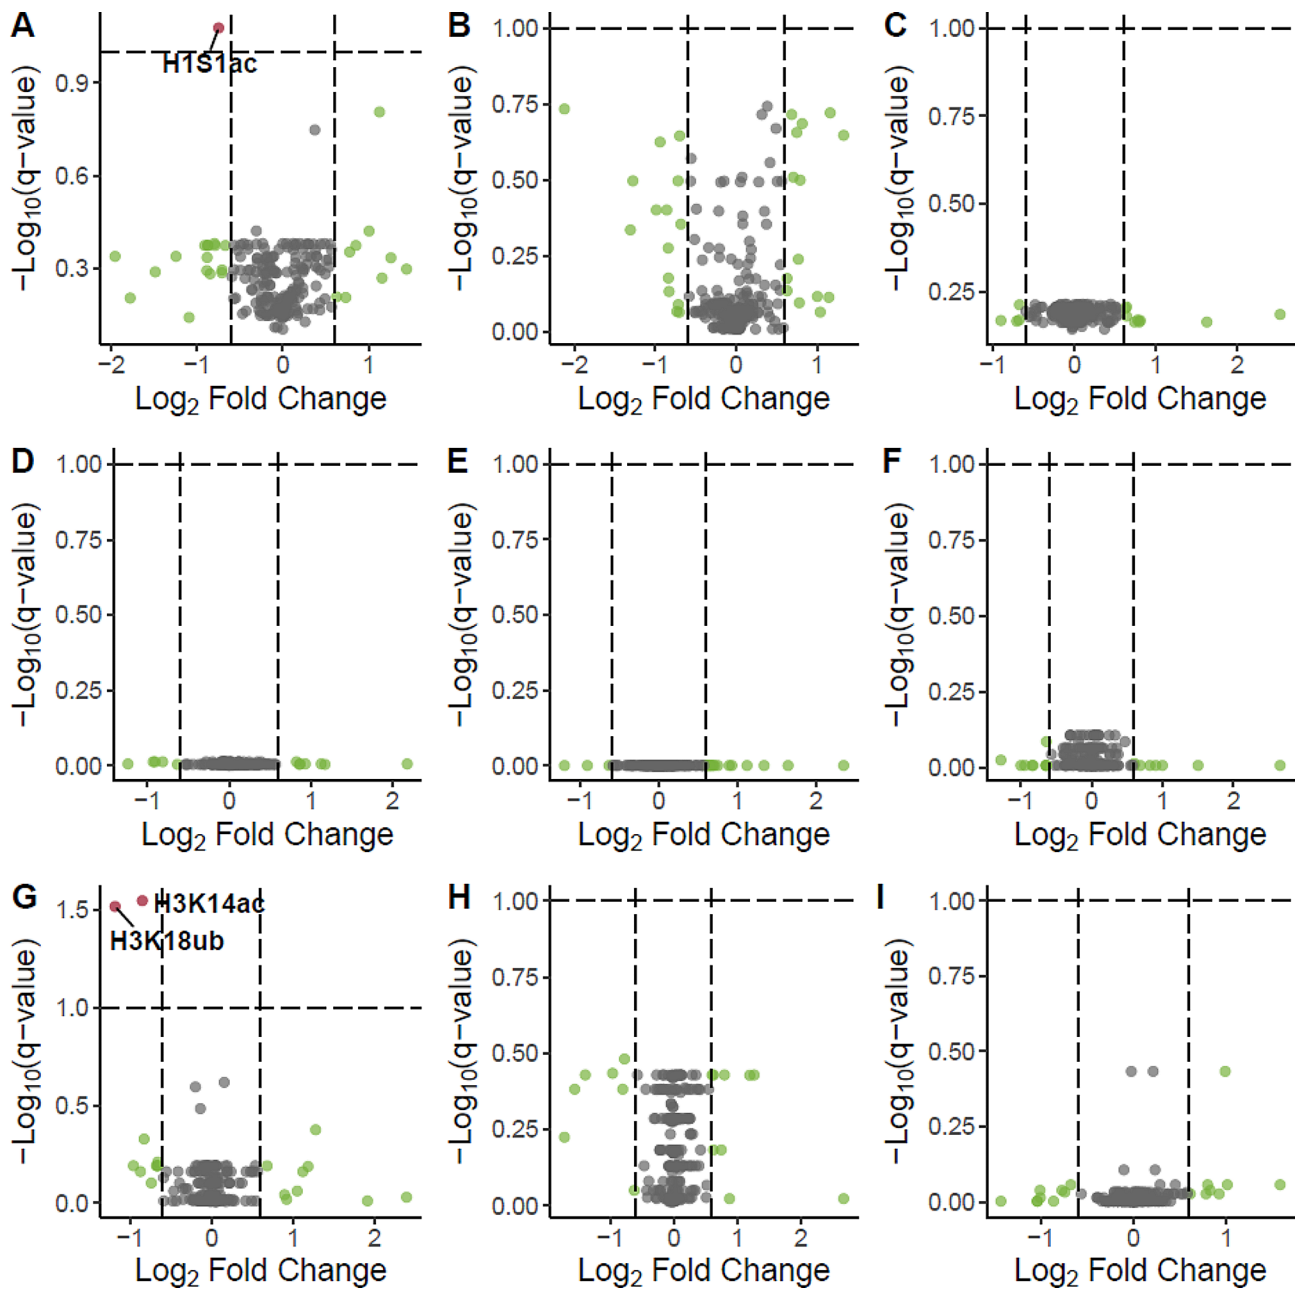 A
H1S1ac
0.9
0.6
0.3
−Log10(q−value)
−2 −1 0 1
Log2 Fold Change
B
1.00
0.75
0.50
0.25
0.00
−Log10(q−value)
−2 −1 0 1
Log2 Fold Change
C
1.00
0.75
0.50
0.25
−Log10(q−value)
−1 0 1 2
Log2 Fold Change
D
1.00
0.75
0.50
0.25
0.00
−Log10(q−value)
−1 0 1 2
Log2 Fold Change
E
1.00
0.75
0.50
0.25
0.00
−Log10(q−value)
−1 0 1 2
Log2 Fold Change
F
1.00
0.75
0.50
0.25
0.00
−Log10(q−value)
−1 0 1 2
Log2 Fold Change
G
H3K14ac
H3K18ub
1.5
1.0
0.5
0.0
−Log10(q−value)
−1 0 1 2
Log2 Fold Change
H
1.00
0.75
0.50
0.25
0.00
−Log10(q−value)
−1 0 1 2
Log2 Fold Change
I
1.00
0.75
0.50
0.25
0.00
−Log10(q−value)
−1 0 1
Log2 Fold Change